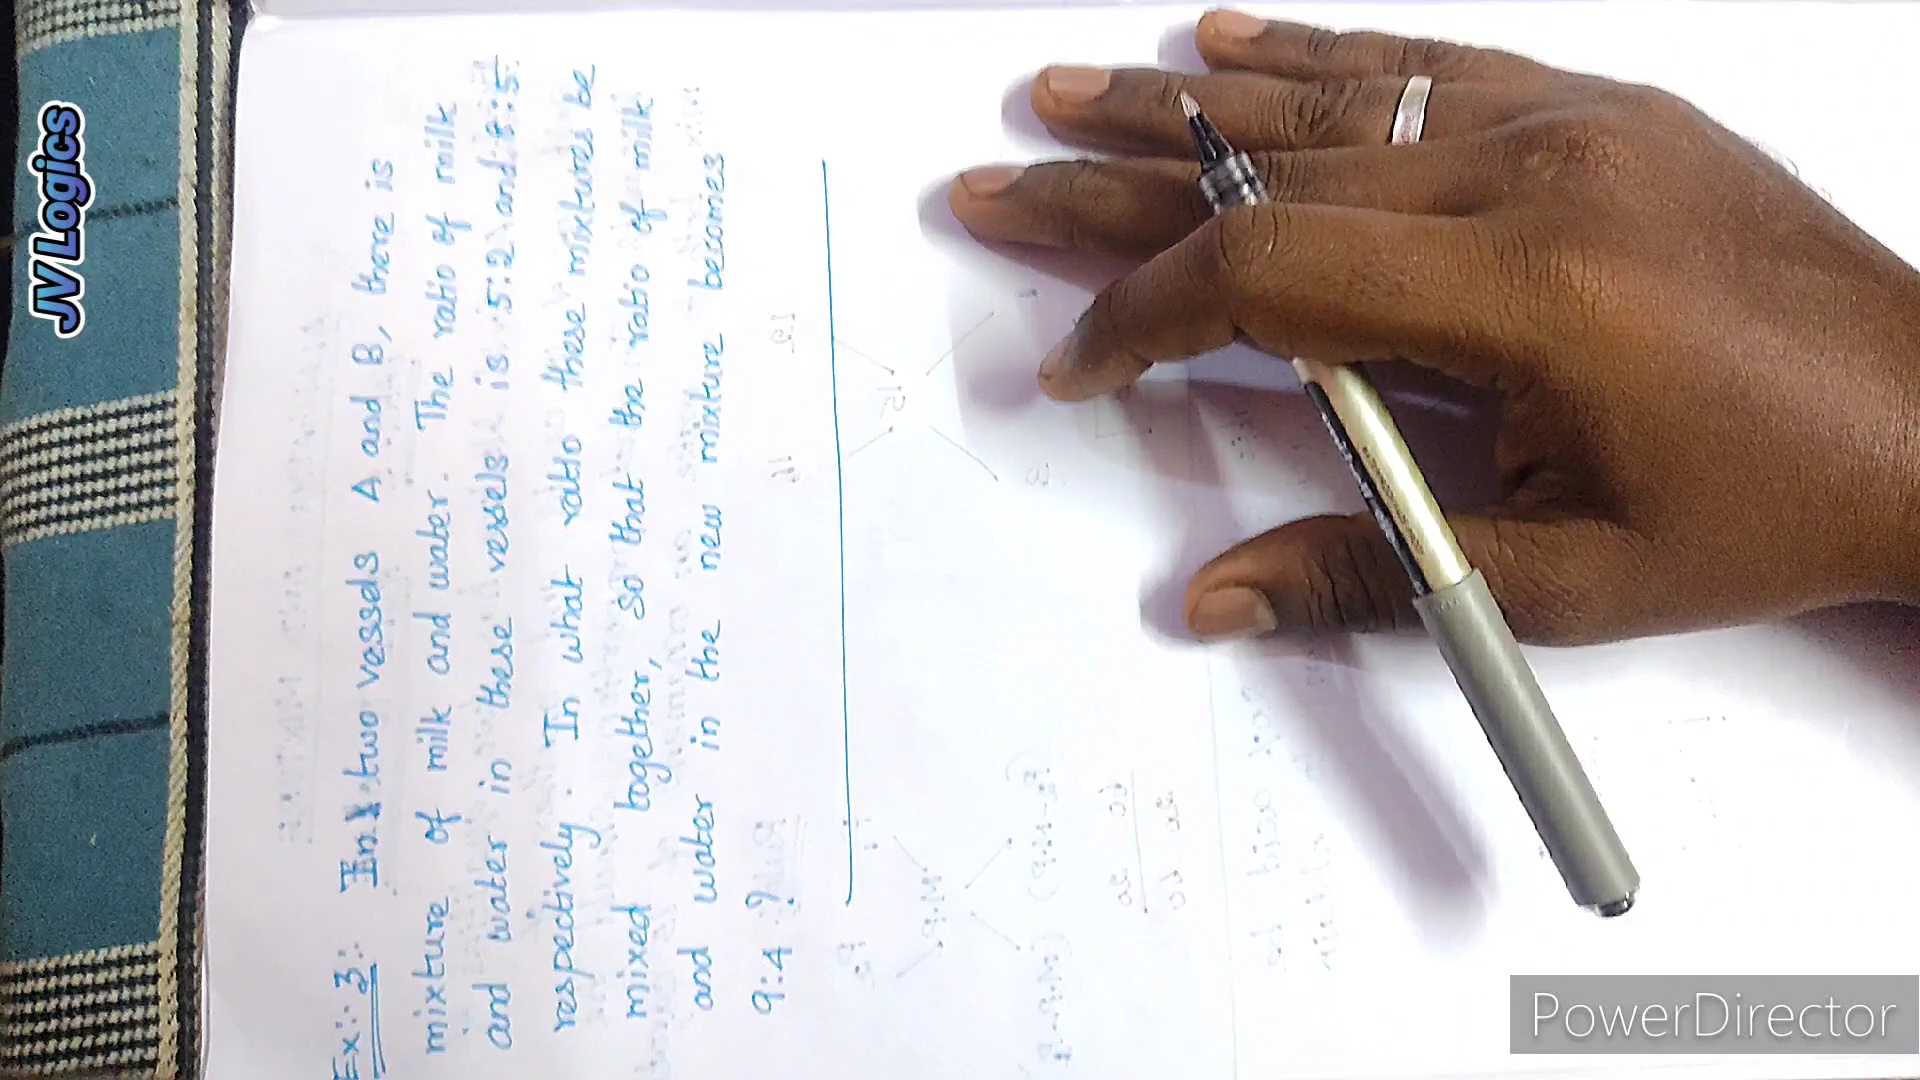 JV Logics
Ex:- 3:- In two vessels A and B, there is
mixture of milk and water. The ratio of milk
and water in these vessels is 5:2 and 8:5
respectively. In what ratio these mixtures be
mixed together, so that the ratio of milk
and water in the new mixture becomes
9:4 ?
PowerDirector